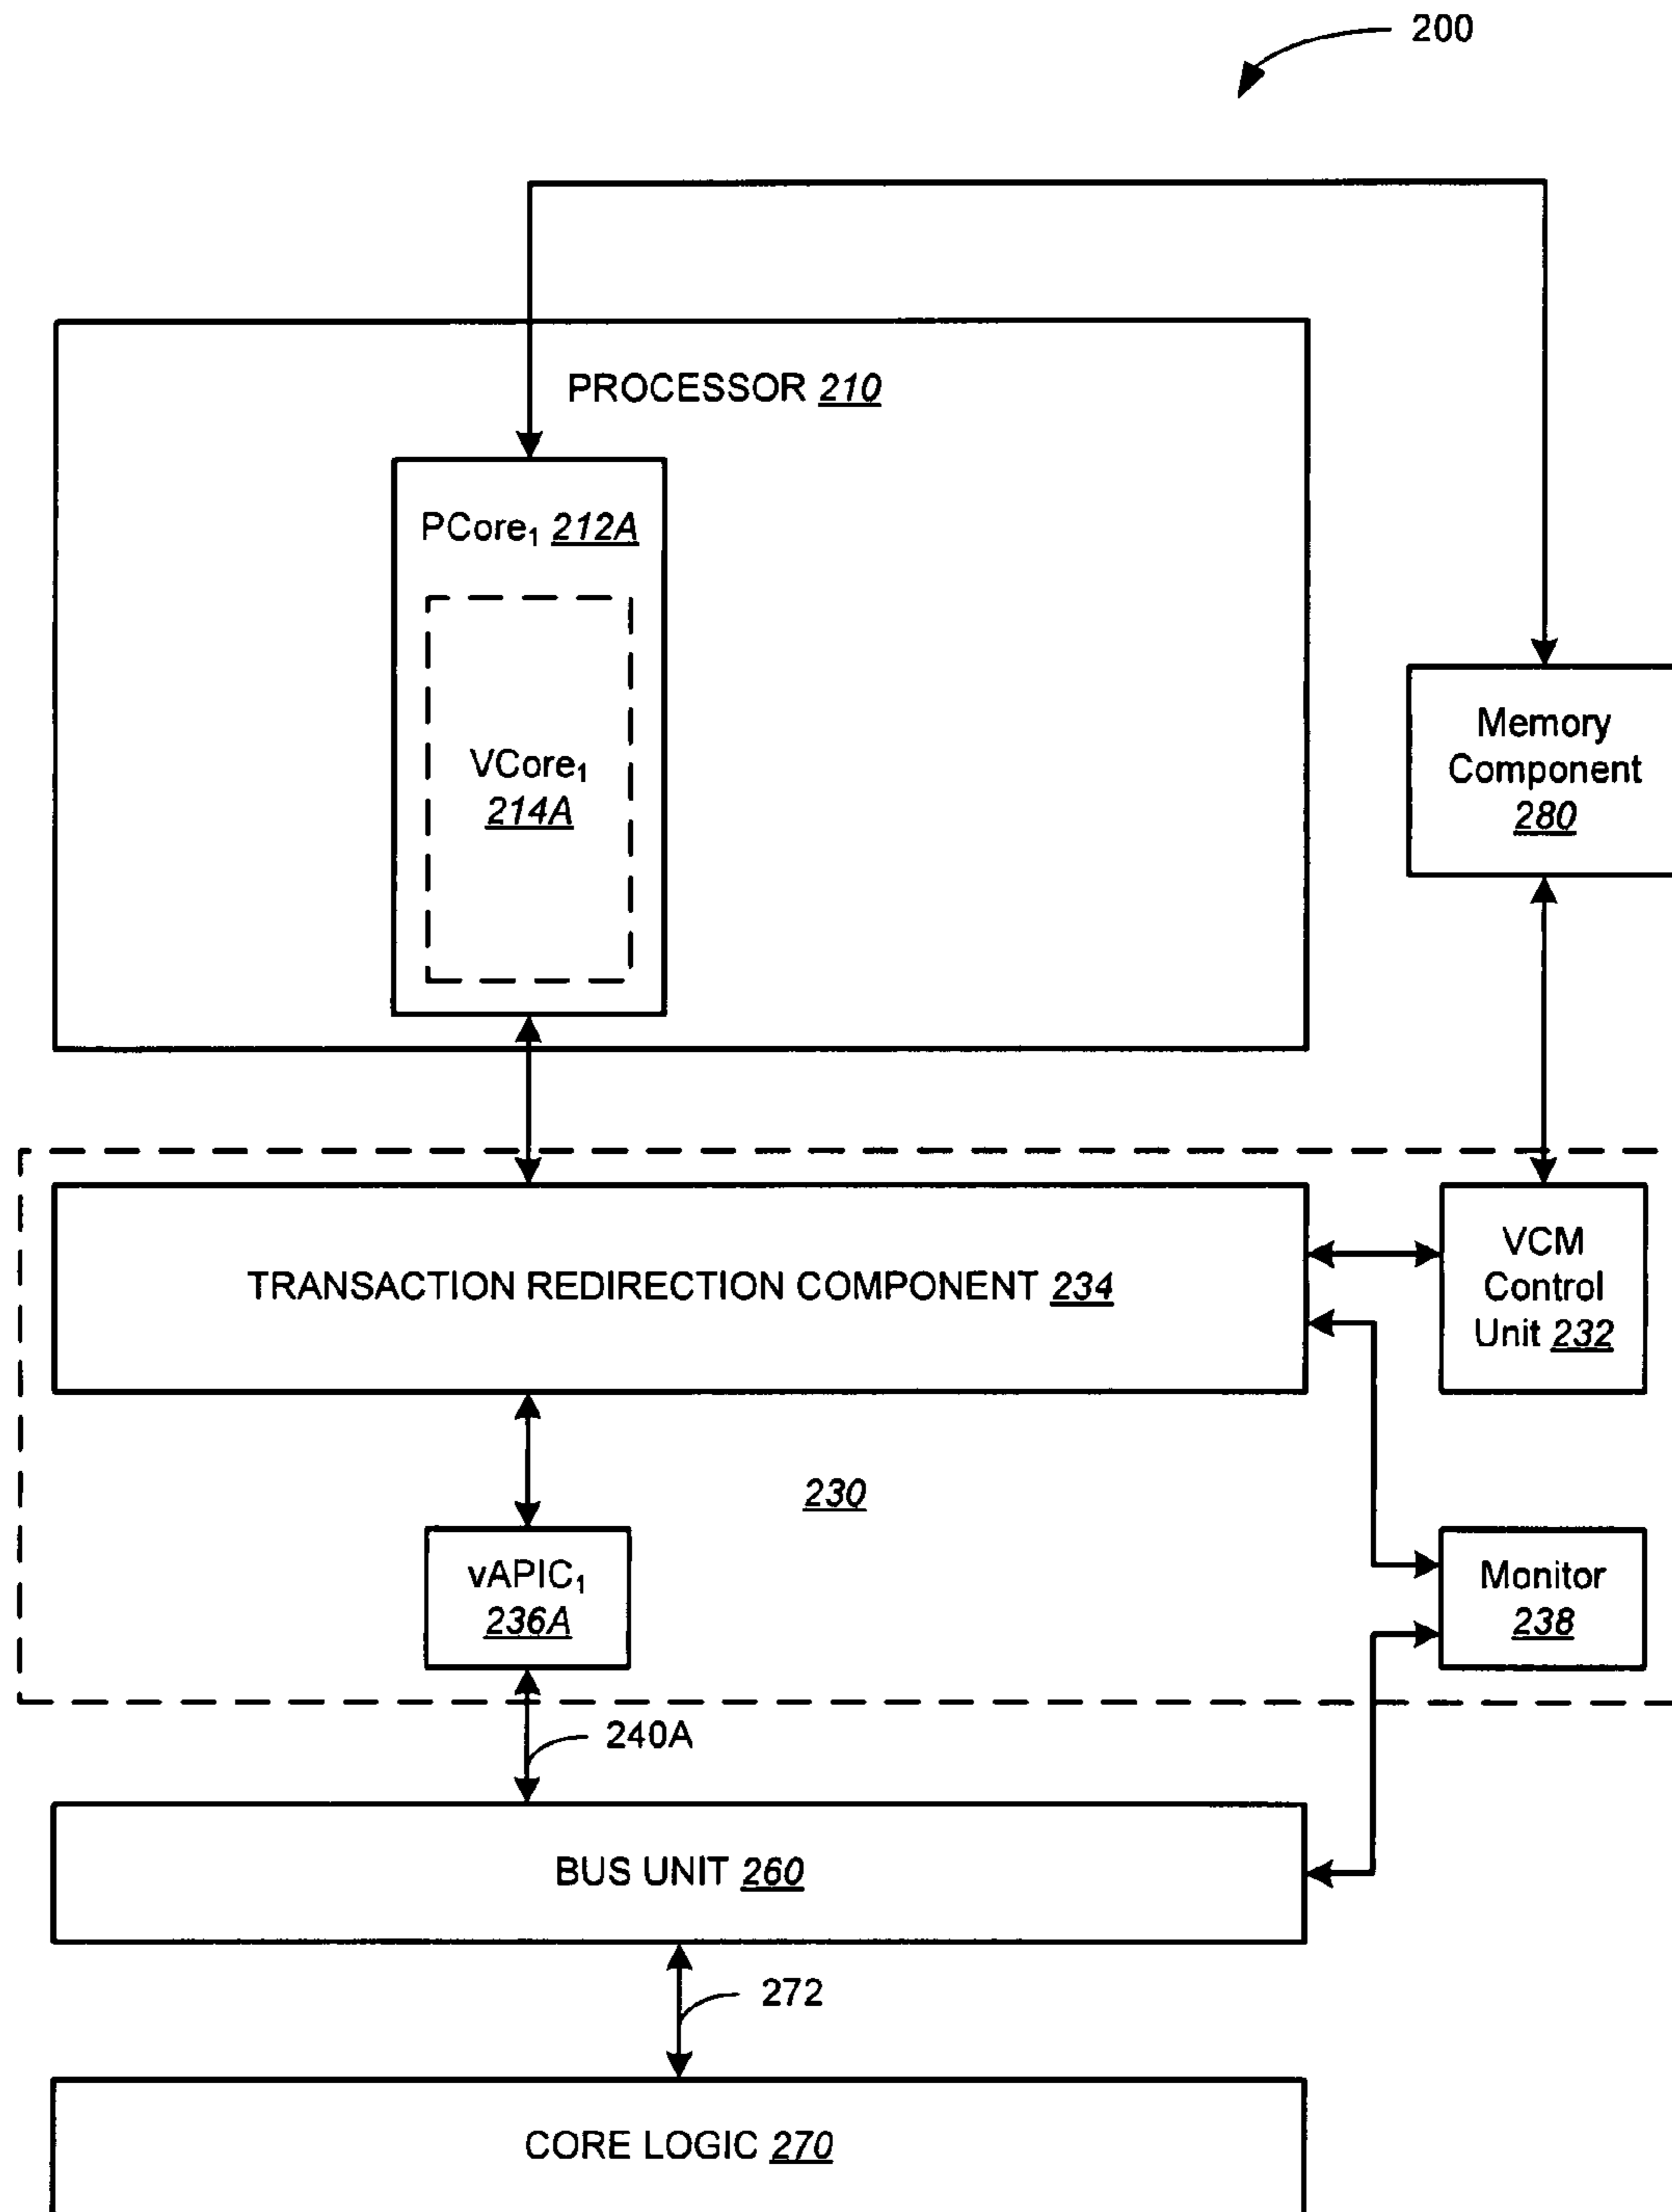 200
PROCESSOR 210
PCore₁ 212A
VCore₁
214A
Memory
Component
280
TRANSACTION REDIRECTION COMPONENT 234
VCM
Control
Unit 232
230
vAPIC₁
236A
Monitor
238
240A
BUS UNIT 260
272
CORE LOGIC 270